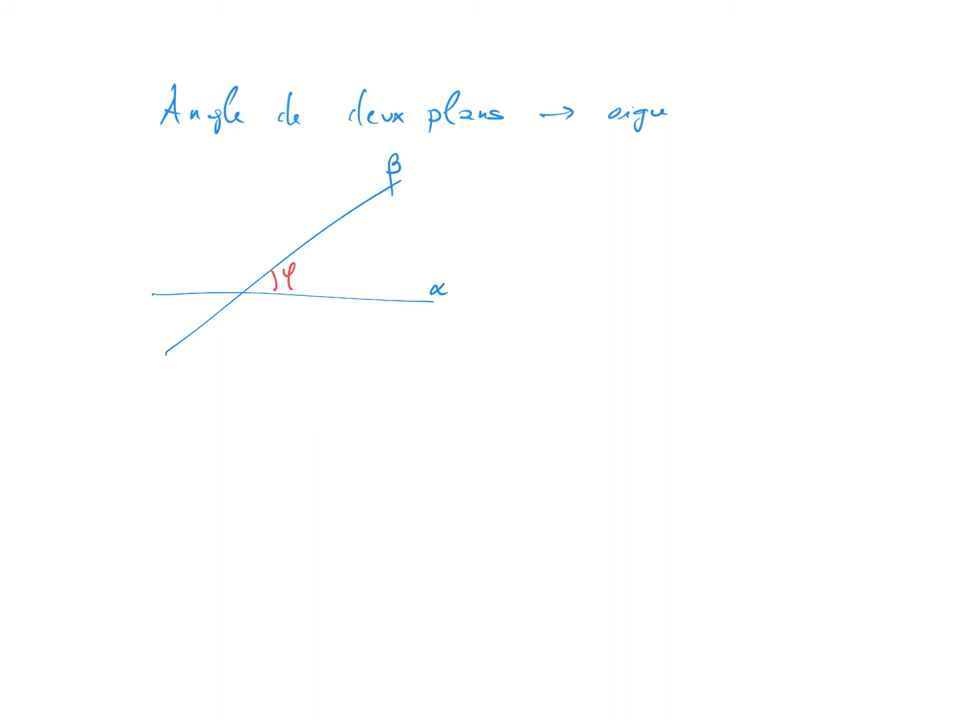 Angle de deux plans → aigu
β
φ
α